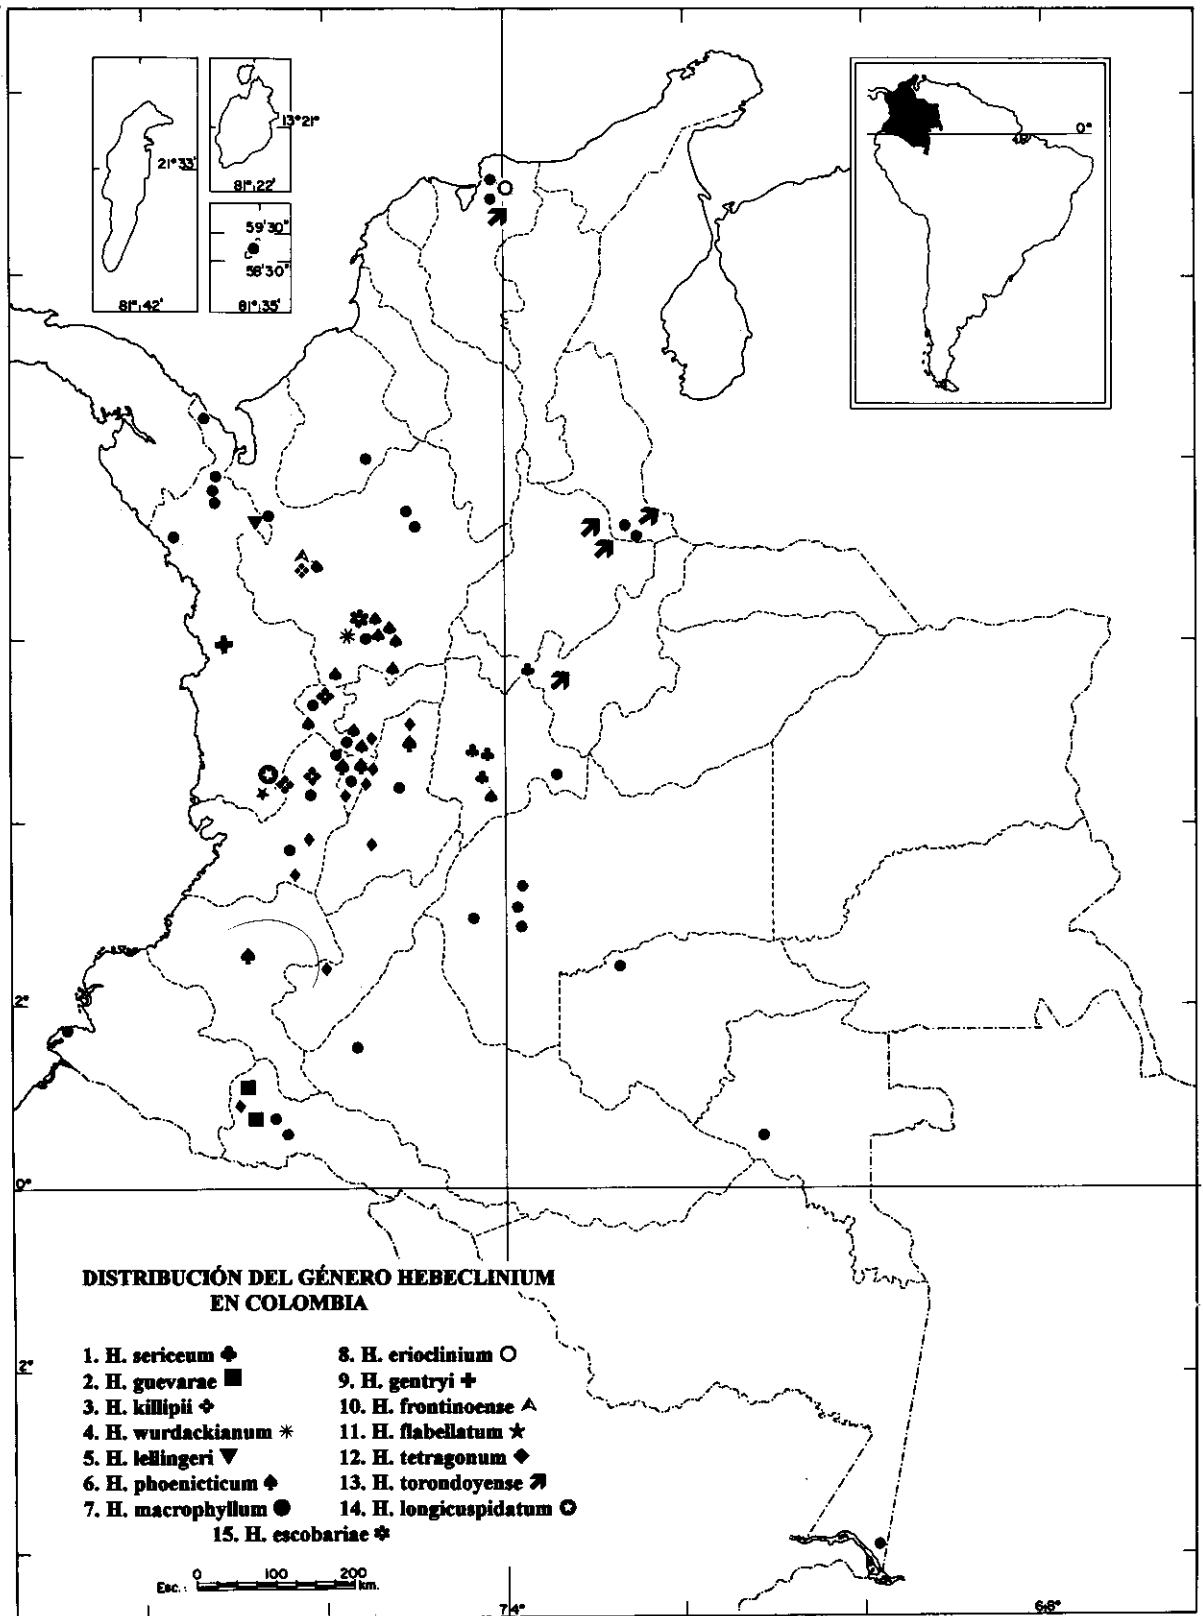 13°21"
21°33'
81°22'
59'30"
58'30"
81°42'
81°35'
0°
48°
2°
0°
DISTRIBUCIÓN DEL GÉNERO HEBECLINIUM
EN COLOMBIA
1. H. sericeum
2. H. guevarae
3. H. killipii
4. H. wurdackianum
5. H. lellingeri
6. H. phoenicticum
7. H. macrophyllum
8. H. erioclinium
9. H. gentryi
10. H. frontinoense
11. H. flabellatum
12. H. tetragonum
13. H. torondoyense
14. H. longicuspidatum
15. H. escobariae
2°
Esc.: 0 100 200 km.
74° 68°